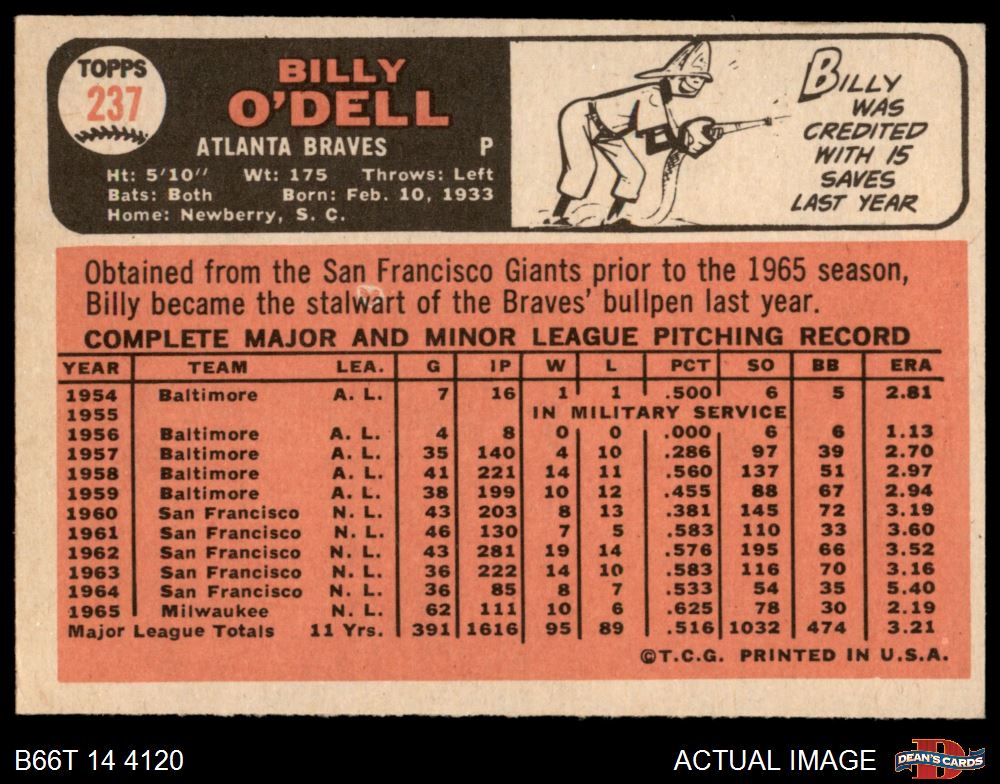 TOPPS
237
BILLY
O'DELL
ATLANTA BRAVES P
Ht: 5'10" Wt: 175 Throws: Left
Bats: Both Born: Feb. 10, 1933
Home: Newberry, S. C.
BILLY
WAS
CREDITED
WITH 15
SAVES
LAST YEAR
Obtained from the San Francisco Giants prior to the 1965 season,
Billy became the stalwart of the Braves' bullpen last year.
COMPLETE MAJOR AND MINOR LEAGUE PITCHING RECORD
YEAR TEAM LEA. G IP W L PCT SO BB ERA
1954 Baltimore A. L. 7 16 1 1 .500 6 5 2.81
1955 IN MILITARY SERVICE
1956 Baltimore A. L. 4 8 0 0 .000 6 6 1.13
1957 Baltimore A. L. 35 140 4 10 .286 97 39 2.70
1958 Baltimore A. L. 41 221 14 11 .560 137 51 2.97
1959 Baltimore A. L. 38 199 10 12 .455 88 67 2.94
1960 San Francisco N. L. 43 203 8 13 .381 145 72 3.19
1961 San Francisco N. L. 46 130 7 5 .583 110 33 3.60
1962 San Francisco N. L. 43 281 19 14 .576 195 66 3.52
1963 San Francisco N. L. 36 222 14 10 .583 116 70 3.16
1964 San Francisco N. L. 36 85 8 7 .533 54 35 5.40
1965 Milwaukee N. L. 62 111 10 6 .625 78 30 2.19
Major League Totals 11 Yrs. 391 1616 95 89 .516 1032 474 3.21
©T.C.G. PRINTED IN U.S.A.
B66T 14 4120 ACTUAL IMAGE
DEAN'S CARDS